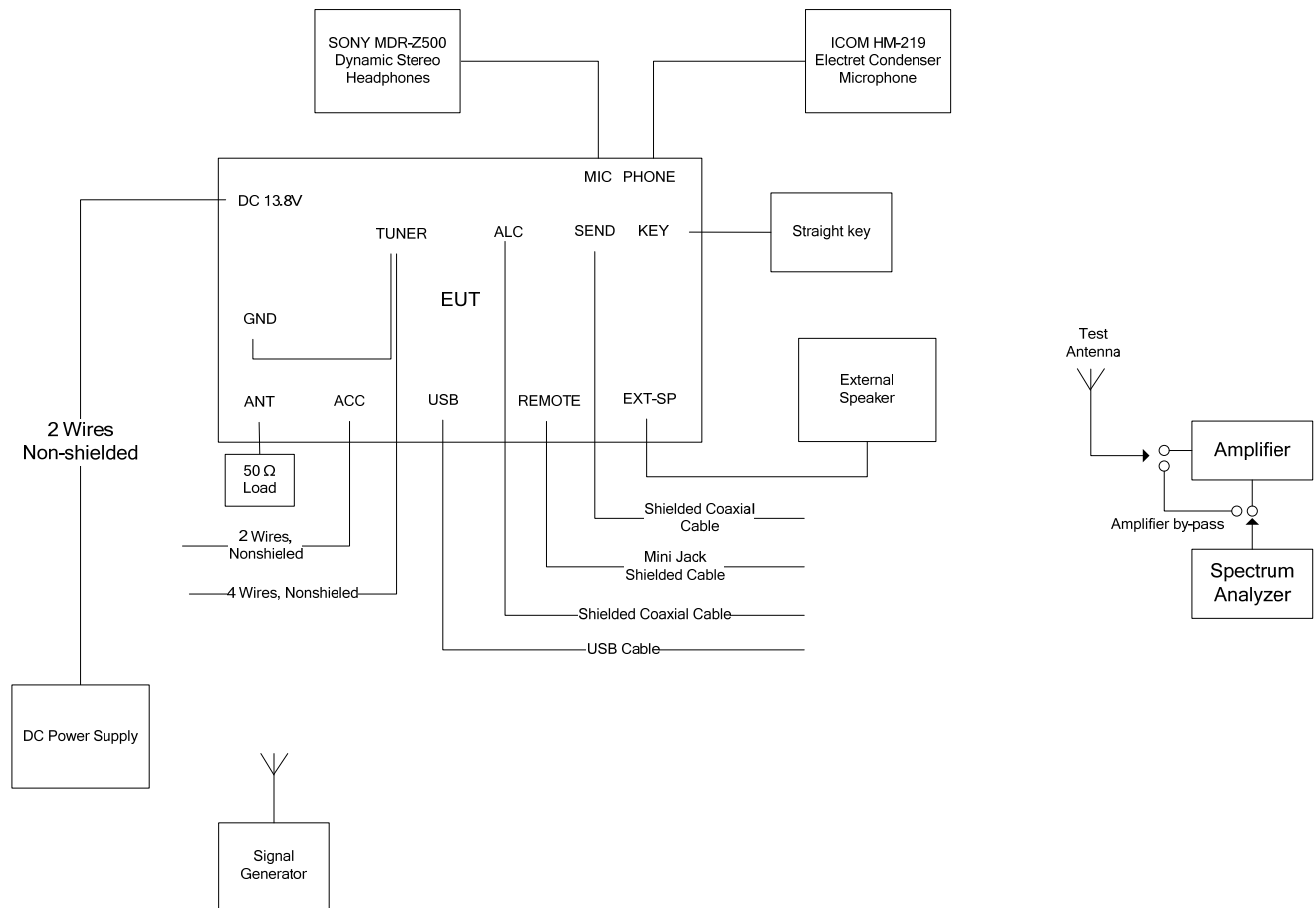 SONY MDR-Z500
Dynamic Stereo
Headphones
ICOM HM-219
Electret Condenser
Microphone
MIC PHONE
DC 13.8V
TUNER
ALC
SEND
KEY
Straight key
EUT
GND
Test
Antenna
External
Speaker
ANT
ACC
USB
REMOTE
EXT-SP
2 Wires
Non-shielded
Amplifier
50 Ω
Load
Shielded Coaxial
Cable
Amplifier by-pass
2 Wires,
Nonshieled
Mini Jack
Shielded Cable
Spectrum
Analyzer
4 Wires, Nonshieled
Shielded Coaxial Cable
USB Cable
DC Power Supply
Signal
Generator